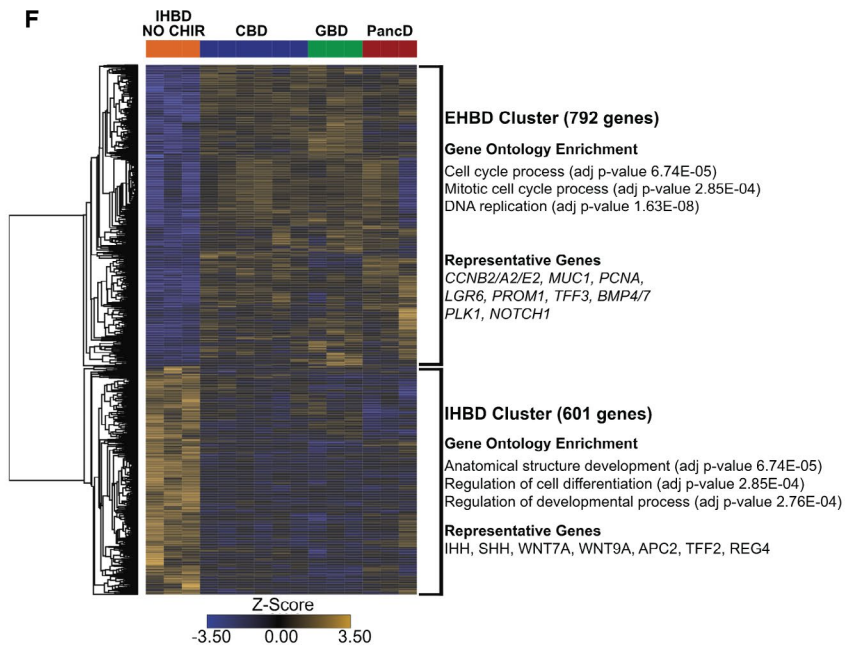 F
IHBD
NO CHIR
CBD
GBD
PancD
EHBD Cluster (792 genes)
Gene Ontology Enrichment
Cell cycle process (adj p-value 6.74E-05)
Mitotic cell cycle process (adj p-value 2.85E-04)
DNA replication (adj p-value 1.63E-08)
Representative Genes
CCNB2/A2/E2, MUC1, PCNA,
LGR6, PROM1, TFF3, BMP4/7
PLK1, NOTCH1
IHBD Cluster (601 genes)
Gene Ontology Enrichment
Anatomical structure development (adj p-value 6.74E-05)
Regulation of cell differentiation (adj p-value 2.85E-04)
Regulation of developmental process (adj p-value 2.76E-04)
Representative Genes
IHH, SHH, WNT7A, WNT9A, APC2, TFF2, REG4
Z-Score
-3.50 0.00 3.50